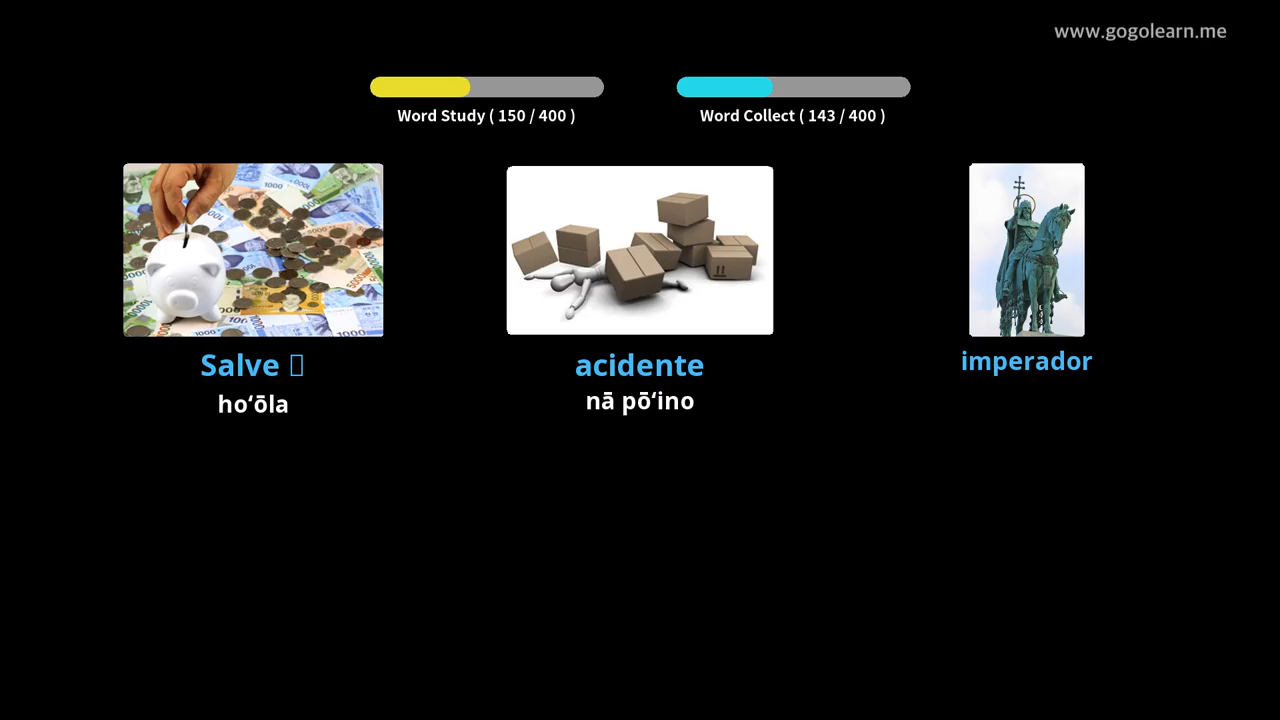 www.gogolearn.me
Word Study ( 150 / 400 )
Word Collect ( 143 / 400 )
Salve
acidente
imperador
hoʻōla
nā pōʻino